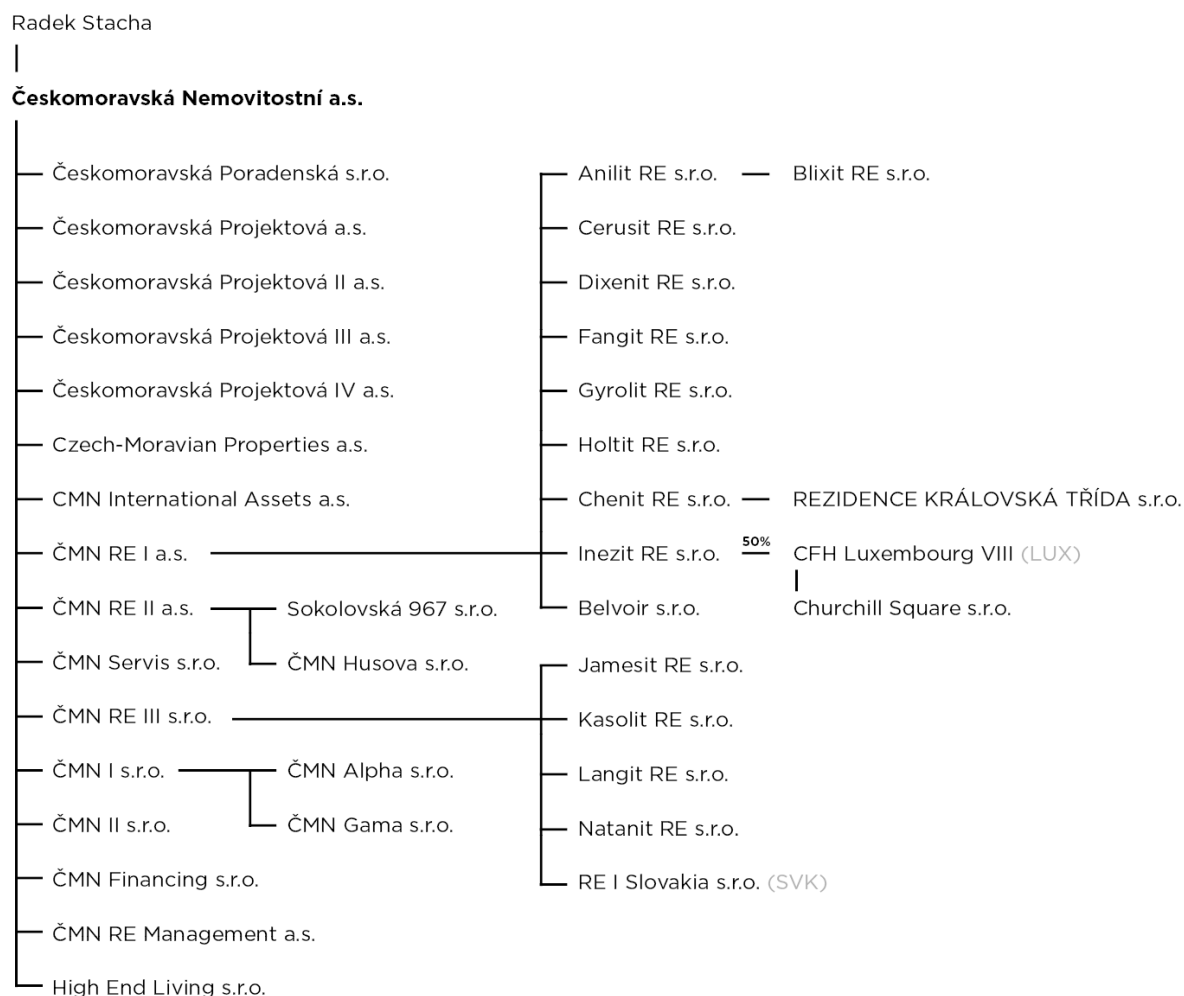 Radek Stacha
Českomoravská Nemovitostní a.s.
Českomoravská Poradenská s.r.o.
Českomoravská Projektová a.s.
Českomoravská Projektová II a.s.
Českomoravská Projektová III a.s.
Českomoravská Projektová IV a.s.
Czech-Moravian Properties a.s.
CMN International Assets a.s.
ČMN RE I a.s.
ČMN RE II a.s.
ČMN Servis s.r.o.
ČMN RE III s.r.o.
ČMN I s.r.o.
ČMN II s.r.o.
ČMN Financing s.r.o.
ČMN RE Management a.s.
High End Living s.r.o.
Sokolovská 967 s.r.o.
ČMN Husova s.r.o.
ČMN Alpha s.r.o.
ČMN Gama s.r.o.
Anilit RE s.r.o.
Blixit RE s.r.o.
Cerusit RE s.r.o.
Dixenit RE s.r.o.
Fangit RE s.r.o.
Gyrolit RE s.r.o.
Holtit RE s.r.o.
Chenit RE s.r.o.
REZIDENCE KRÁLOVSKÁ TŘÍDA s.r.o.
Inezit RE s.r.o.
50%
CFH Luxembourg VIII (LUX)
Churchill Square s.r.o.
Belvoir s.r.o.
Jamesit RE s.r.o.
Kasolit RE s.r.o.
Langit RE s.r.o.
Natanit RE s.r.o.
RE I Slovakia s.r.o. (SVK)